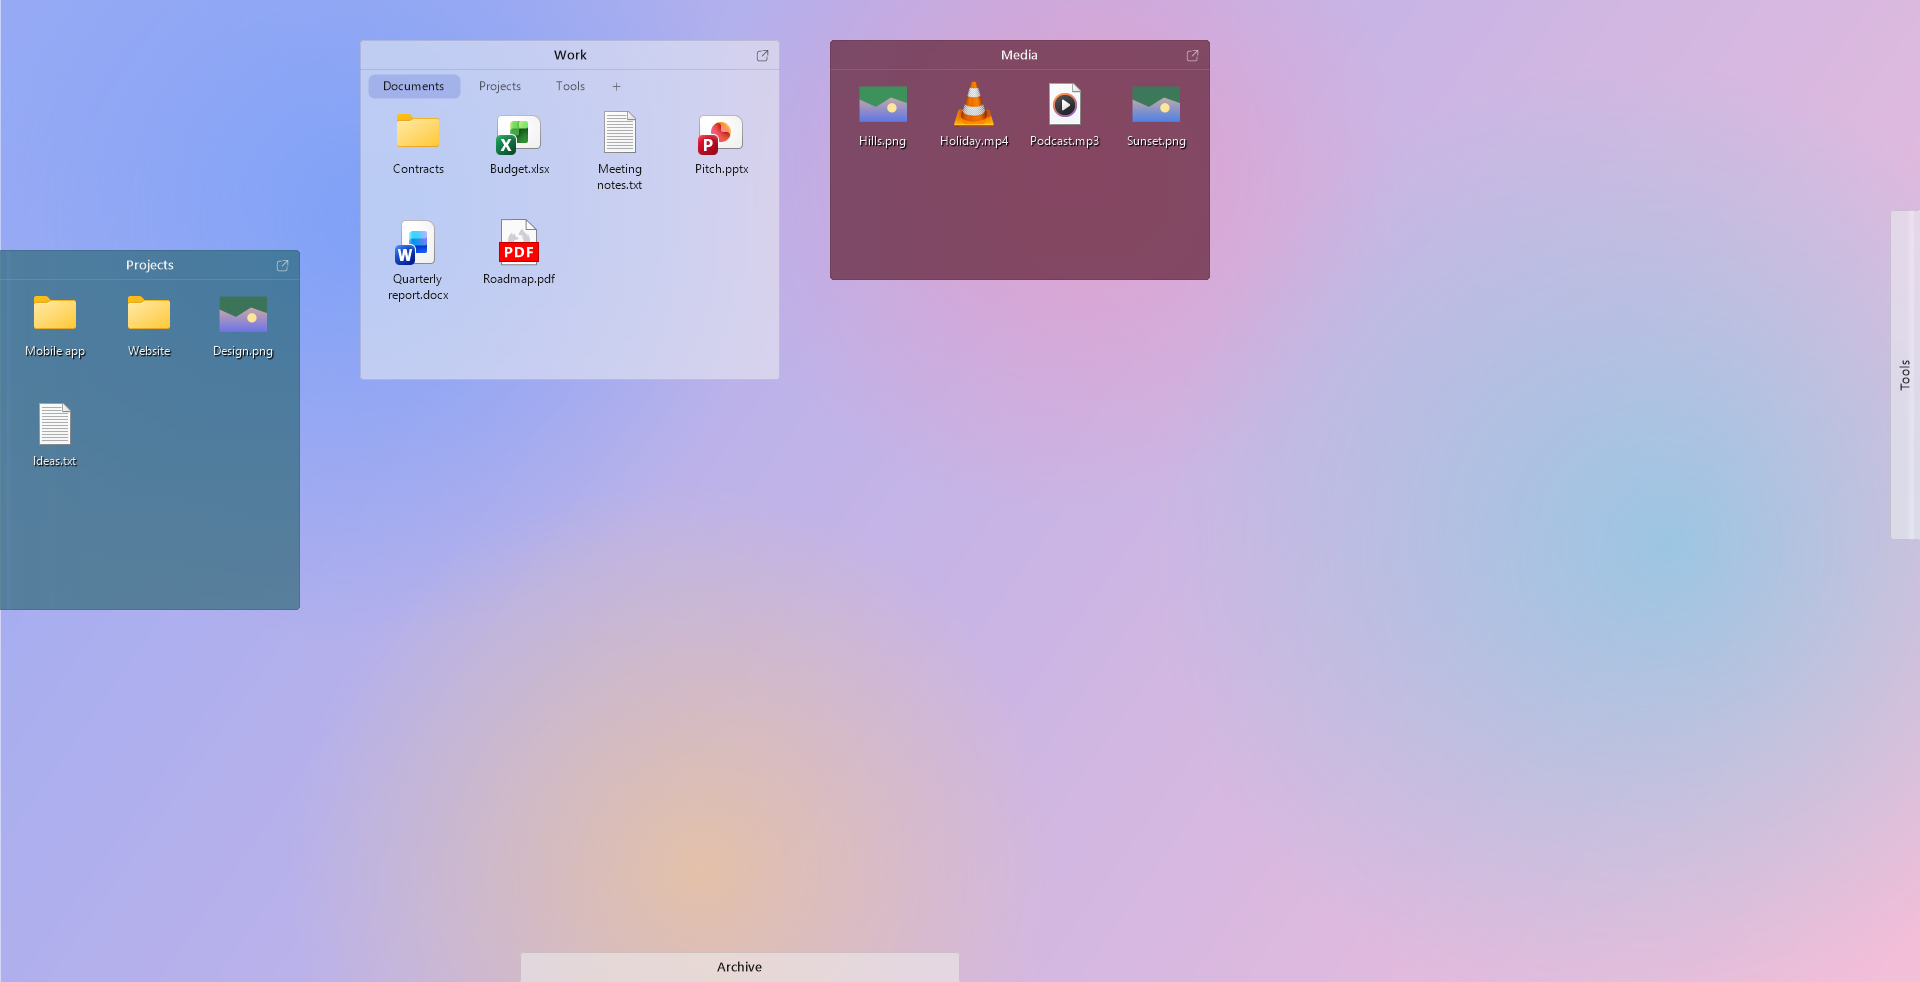 Work
Documents Projects Tools +
Contracts
Budget.xlsx
Meeting
notes.txt
Pitch.pptx
Quarterly
report.docx
Roadmap.pdf
X
P
W
PDF
Media
Hills.png
Holiday.mp4
Podcast.mp3
Sunset.png
Projects
Mobile app
Website
Design.png
Ideas.txt
Tools
Archive